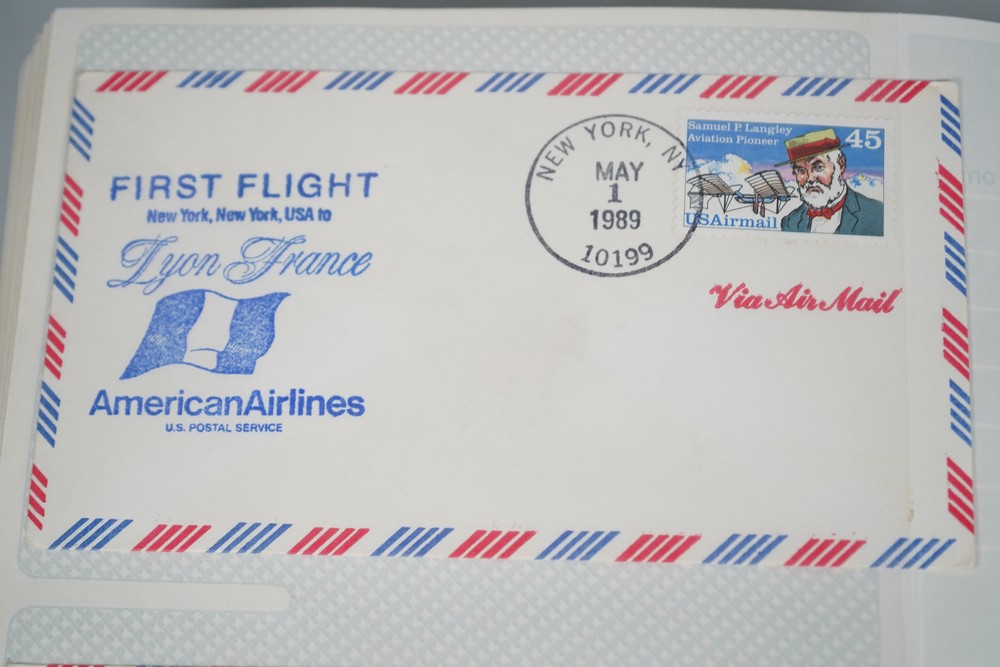 FIRST FLIGHT
New York, New York, USA to
Lyon France
AmericanAirlines
U.S. POSTAL SERVICE
NEW YORK, NY
MAY
1
1989
10199
Samuel P. Langley
Aviation Pioneer
45
USAirmail
Via Air Mail